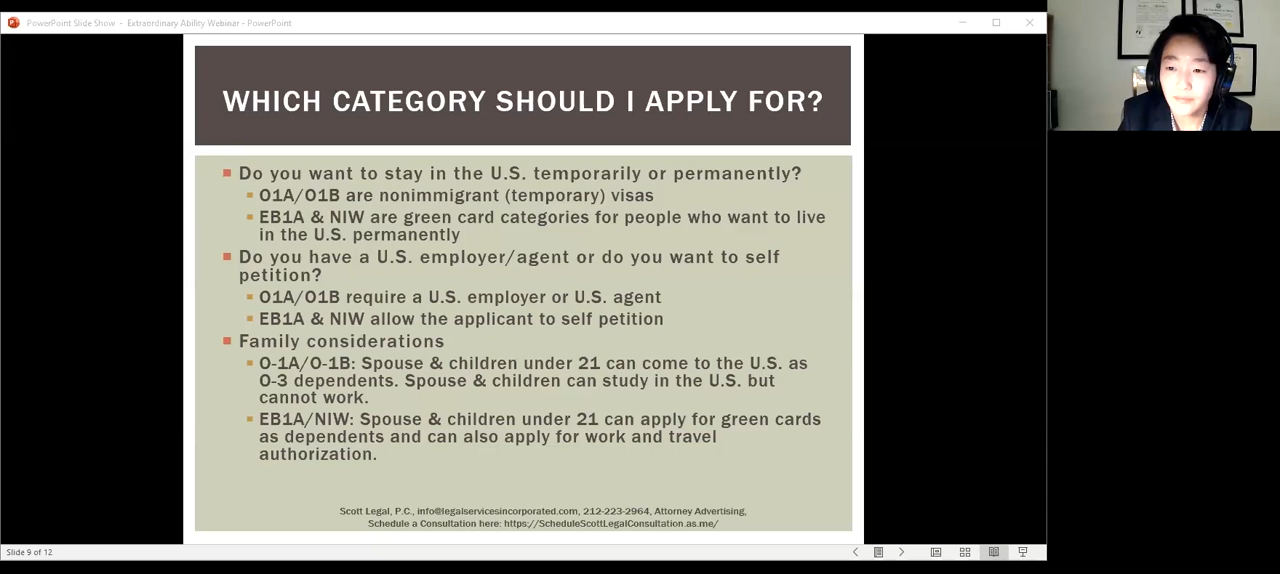 PowerPoint Slide Show - Extraordinary Ability Webinar - PowerPoint
WHICH CATEGORY SHOULD I APPLY FOR?
Do you want to stay in the U.S. temporarily or permanently?
O1A/O1B are nonimmigrant (temporary) visas
EB1A & NIW are green card categories for people who want to live
in the U.S. permanently
Do you have a U.S. employer/agent or do you want to self
petition?
O1A/O1B require a U.S. employer or U.S. agent
EB1A & NIW allow the applicant to self petition
Family considerations
O-1A/O-1B: Spouse & children under 21 can come to the U.S. as
O-3 dependents. Spouse & children can study in the U.S. but
cannot work.
EB1A/NIW: Spouse & children under 21 can apply for green cards
as dependents and can also apply for work and travel
authorization.
Scott Legal, P.C., info@legalservicesincorporated.com, 212-223-2964, Attorney Advertising,
Schedule a Consultation here: https://ScheduleScottLegalConsultation.as.me/
Slide 9 of 12